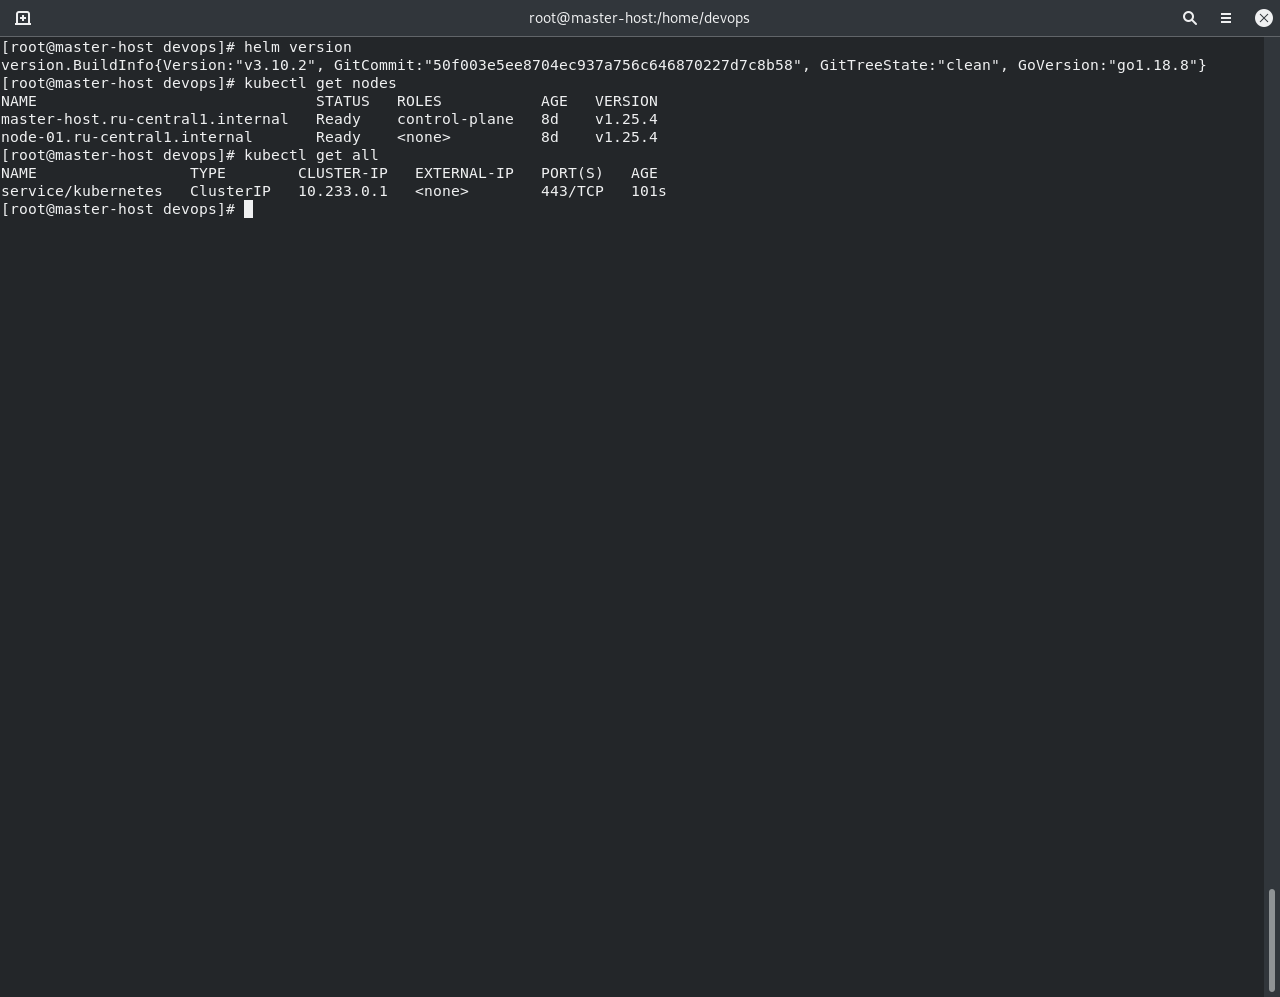 root@master-host:/home/devops
[root@master-host devops]# helm version
version.BuildInfo{Version:"v3.10.2", GitCommit:"50f003e5ee8704ec937a756c646870227d7c8b58", GitTreeState:"clean", GoVersion:"go1.18.8"}
[root@master-host devops]# kubectl get nodes
NAME                               STATUS   ROLES           AGE   VERSION
master-host.ru-central1.internal   Ready    control-plane   8d    v1.25.4
node-01.ru-central1.internal       Ready    <none>          8d    v1.25.4
[root@master-host devops]# kubectl get all
NAME                 TYPE        CLUSTER-IP   EXTERNAL-IP   PORT(S)   AGE
service/kubernetes   ClusterIP   10.233.0.1   <none>        443/TCP   101s
[root@master-host devops]#